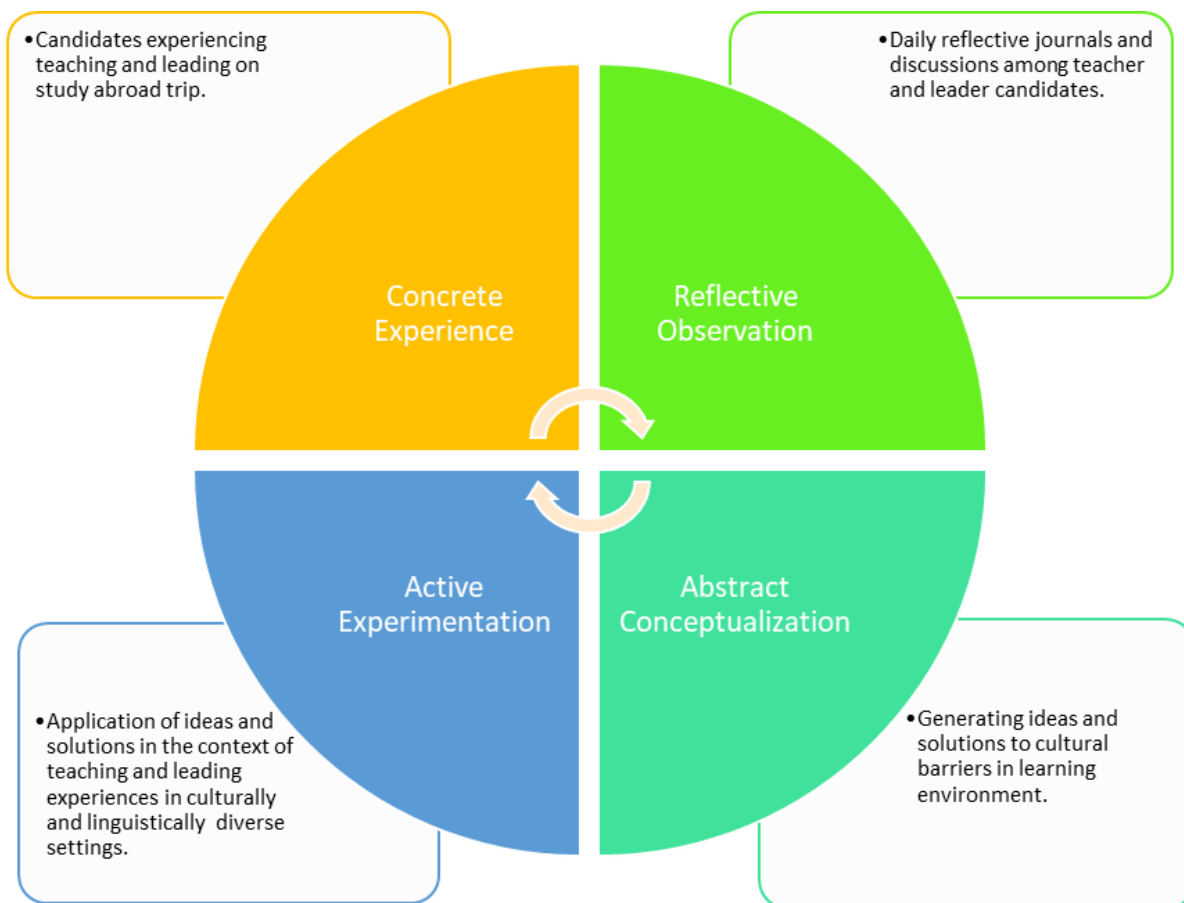 •Candidates experiencing
teaching and leading on
study abroad trip.
•Daily reflective journals and
discussions among teacher
and leader candidates.
Concrete
Experience
Reflective
Observation
Active
Experimentation
Abstract
Conceptualization
•Application of ideas and
solutions in the context of
teaching and leading
experiences in culturally
and linguistically diverse
settings.
•Generating ideas and
solutions to cultural
barriers in learning
environment.